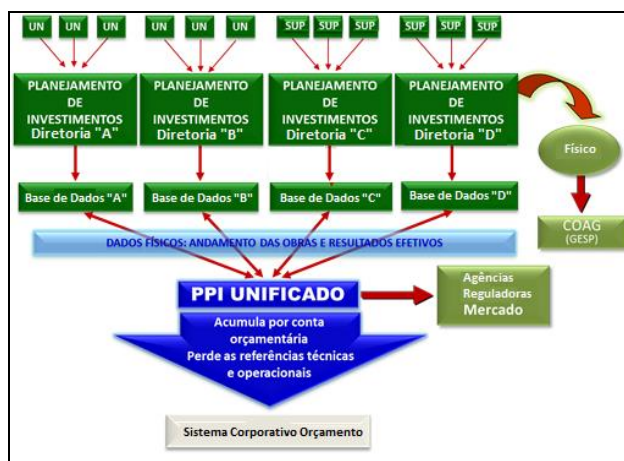 UN UN UN UN UN UN SUP SUP SUP SUP SUP SUP
PLANEJAMENTO
DE
INVESTIMENTOS
Diretoria "A"
PLANEJAMENTO
DE
INVESTIMENTOS
Diretoria "B"
PLANEJAMENTO
DE
INVESTIMENTOS
Diretoria "C"
PLANEJAMENTO
DE
INVESTIMENTOS
Diretoria "D"
Físico
Base de Dados "A"
Base de Dados "B"
Base de Dados "C"
Base de Dados "D"
COAG
(GESP)
DADOS FÍSICOS: ANDAMENTO DAS OBRAS E RESULTADOS EFETIVOS
PPI UNIFICADO
Agências
Reguladoras
Mercado
Acumula por conta
orçamentária
Perde as referências técnicas
e operacionais
Sistema Corporativo Orçamento